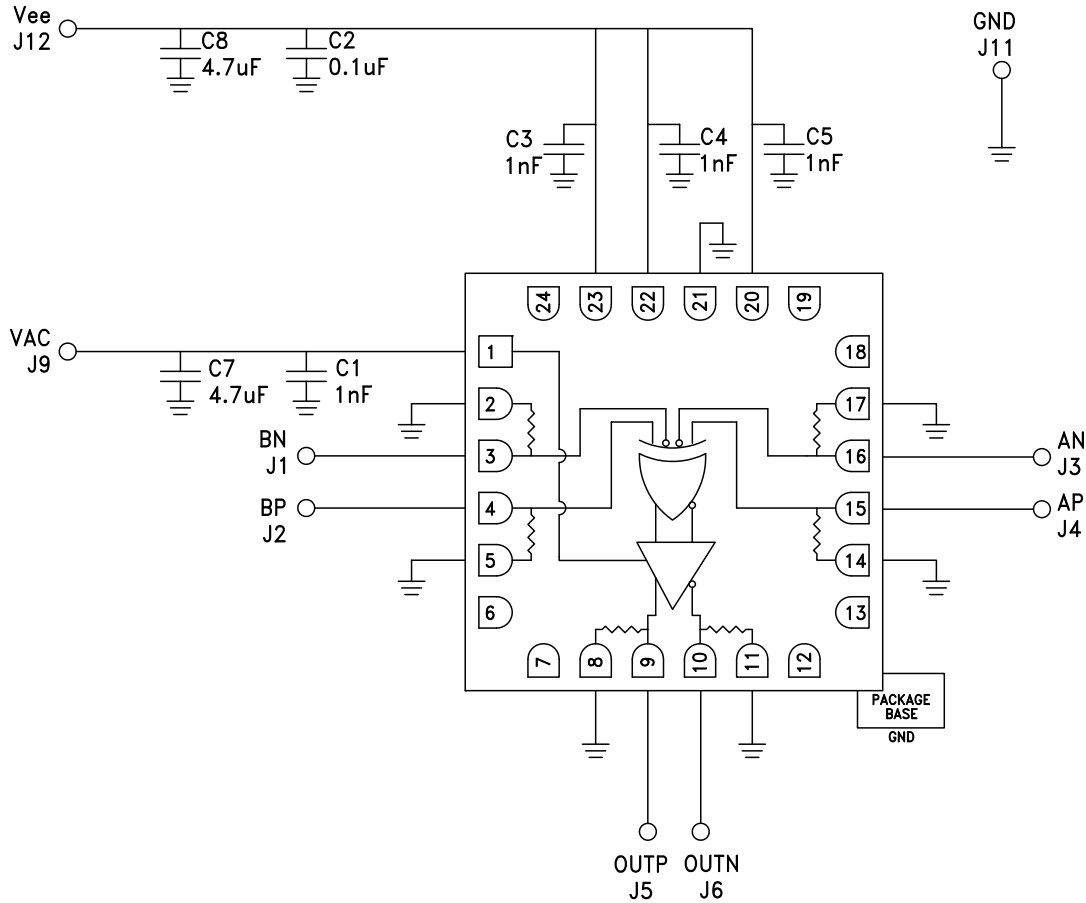 Vee
J12
C8
4.7uF
C2
0.1uF
GND
J11
C3
1nF
C4
1nF
C5
1nF
24
23
22
21
20
19
VAC
J9
C7
4.7uF
C1
1nF
1
18
2
17
BN
J1
3
16
AN
J3
BP
J2
4
15
AP
J4
5
14
6
13
7
8
9
10
11
12
PACKAGE
BASE
GND
OUTP
J5
OUTN
J6